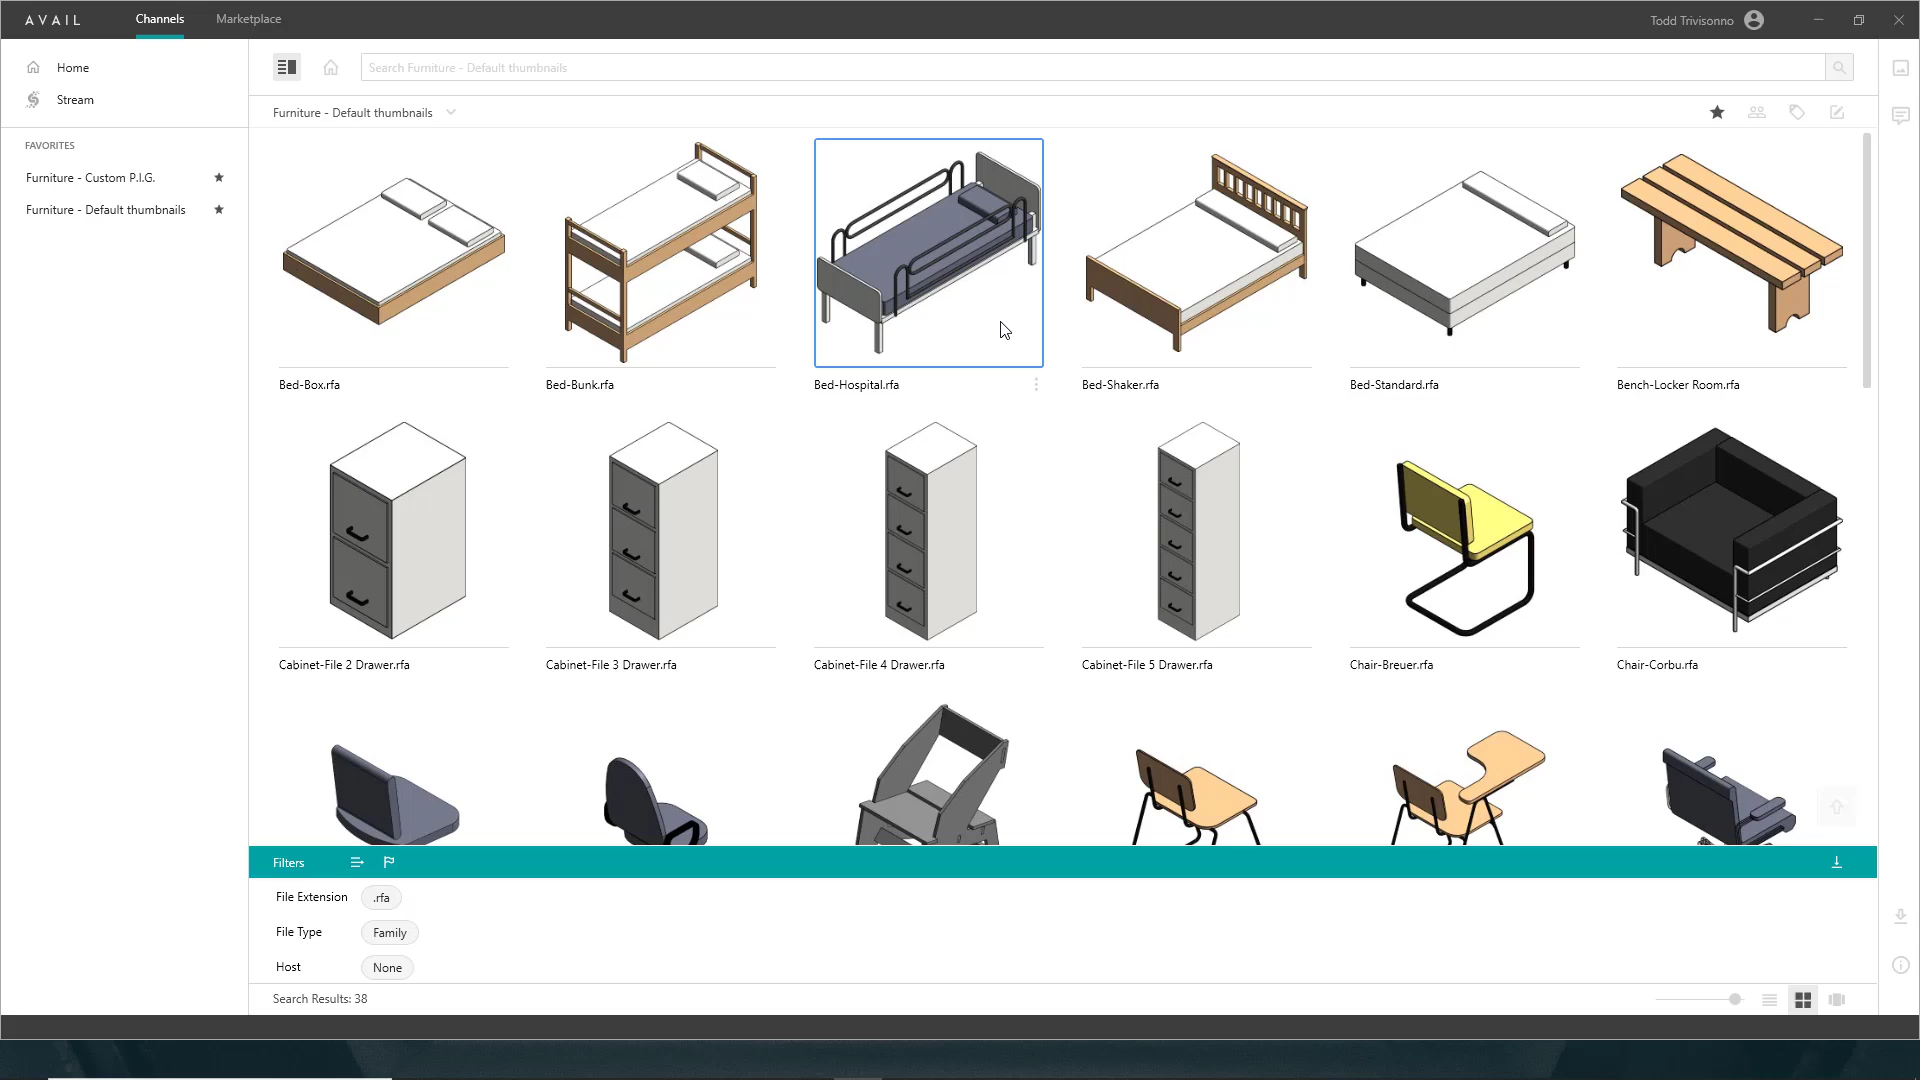 AVAIL
Channels
Marketplace
Todd Trivisonno
Home
Stream
Search Furniture - Default thumbnails
Furniture - Default thumbnails
FAVORITES
Furniture - Custom P.I.G.
Furniture - Default thumbnails
Bed-Box.rfa
Bed-Bunk.rfa
Bed-Hospital.rfa
Bed-Shaker.rfa
Bed-Standard.rfa
Bench-Locker Room.rfa
Cabinet-File 2 Drawer.rfa
Cabinet-File 3 Drawer.rfa
Cabinet-File 4 Drawer.rfa
Cabinet-File 5 Drawer.rfa
Chair-Breuer.rfa
Chair-Corbu.rfa
Filters
File Extension .rfa
File Type Family
Host None
Search Results: 38